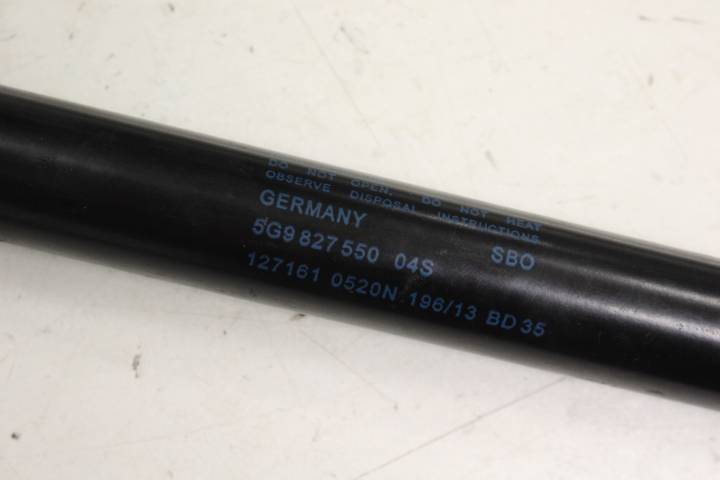 DO NOT OPEN. DO NOT HEAT
OBSERVE DISPOSAL INSTRUCTIONS
GERMANY
5G9 827 550 04S SBO
127161 0520N 196/13 BD 35